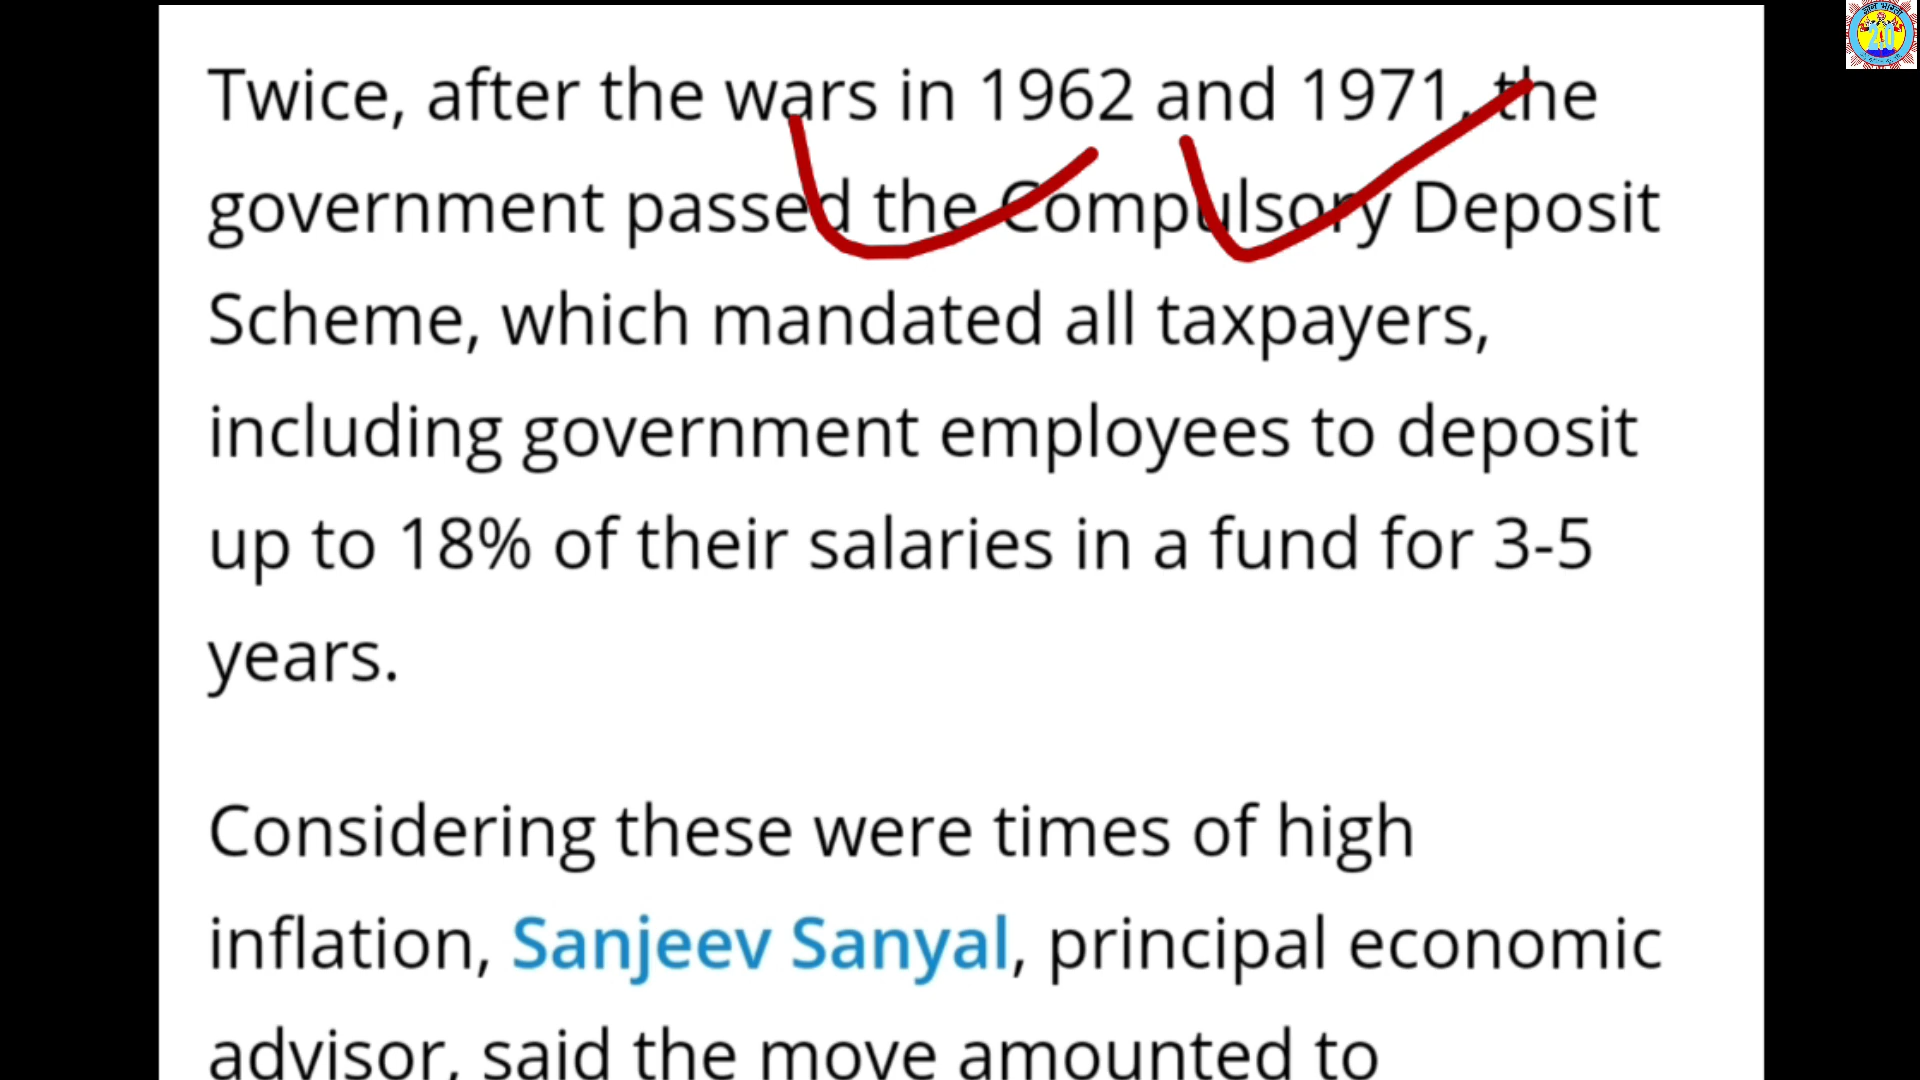 Twice, after the wars in 1962 and 1971, the
government passed the Compulsory Deposit
Scheme, which mandated all taxpayers,
including government employees to deposit
up to 18% of their salaries in a fund for 3-5
years.
Considering these were times of high
inflation, Sanjeev Sanyal, principal economic
advisor, said the move amounted to